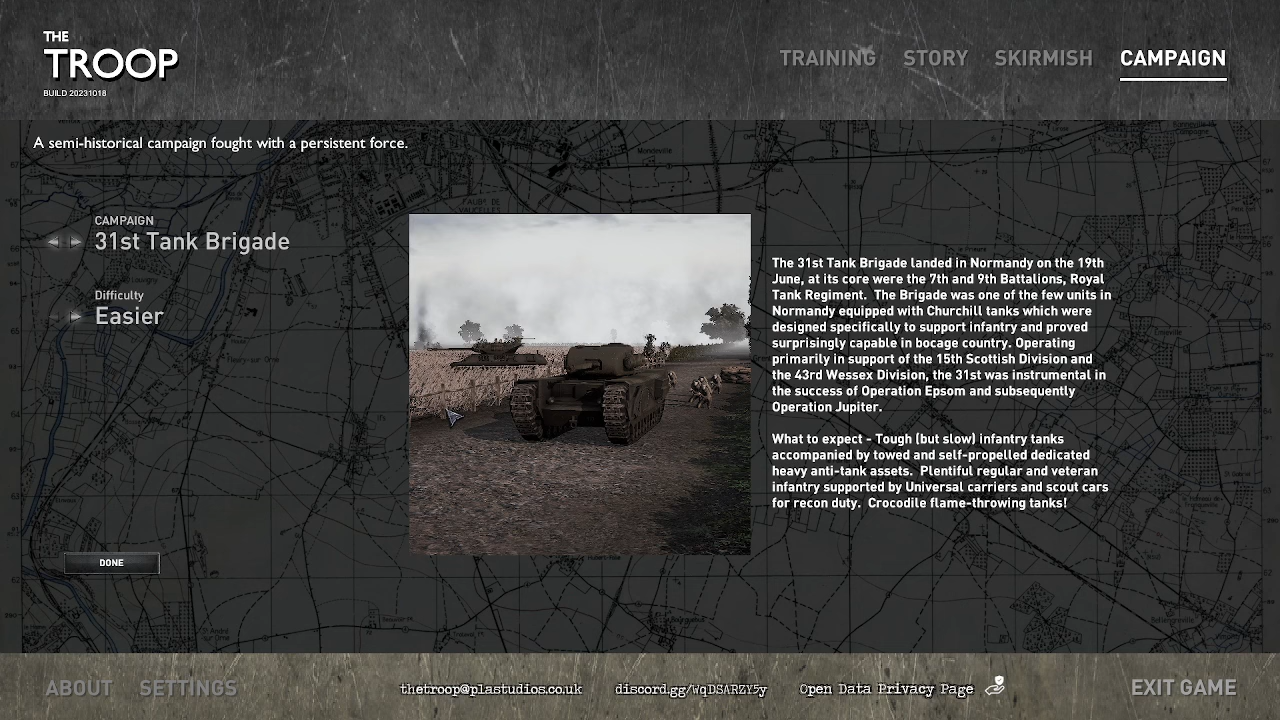 THE
TROOP
BUILD 20231018
TRAINING
STORY
SKIRMISH
CAMPAIGN
A semi-historical campaign fought with a persistent force.
CAMPAIGN
31st Tank Brigade
Difficulty
Easier
DONE
The 31st Tank Brigade landed in Normandy on the 19th
June, at its core were the 7th and 9th Battalions, Royal
Tank Regiment. The Brigade was one of the few units in
Normandy equipped with Churchill tanks which were
designed specifically to support infantry and proved
surprisingly capable in bocage country. Operating
primarily in support of the 15th Scottish Division and
the 43rd Wessex Division, the 31st was instrumental in
the success of Operation Epsom and subsequently
Operation Jupiter.
What to expect - Tough (but slow) infantry tanks
accompanied by towed and self-propelled dedicated
heavy anti-tank assets. Plentiful regular and veteran
infantry supported by Universal carriers and scout cars
for recon duty. Crocodile flame-throwing tanks!
ABOUT
SETTINGS
thetroop@plastudios.co.uk
discord.gg/WqDSARZY5y
Open Data Privacy Page
EXIT GAME